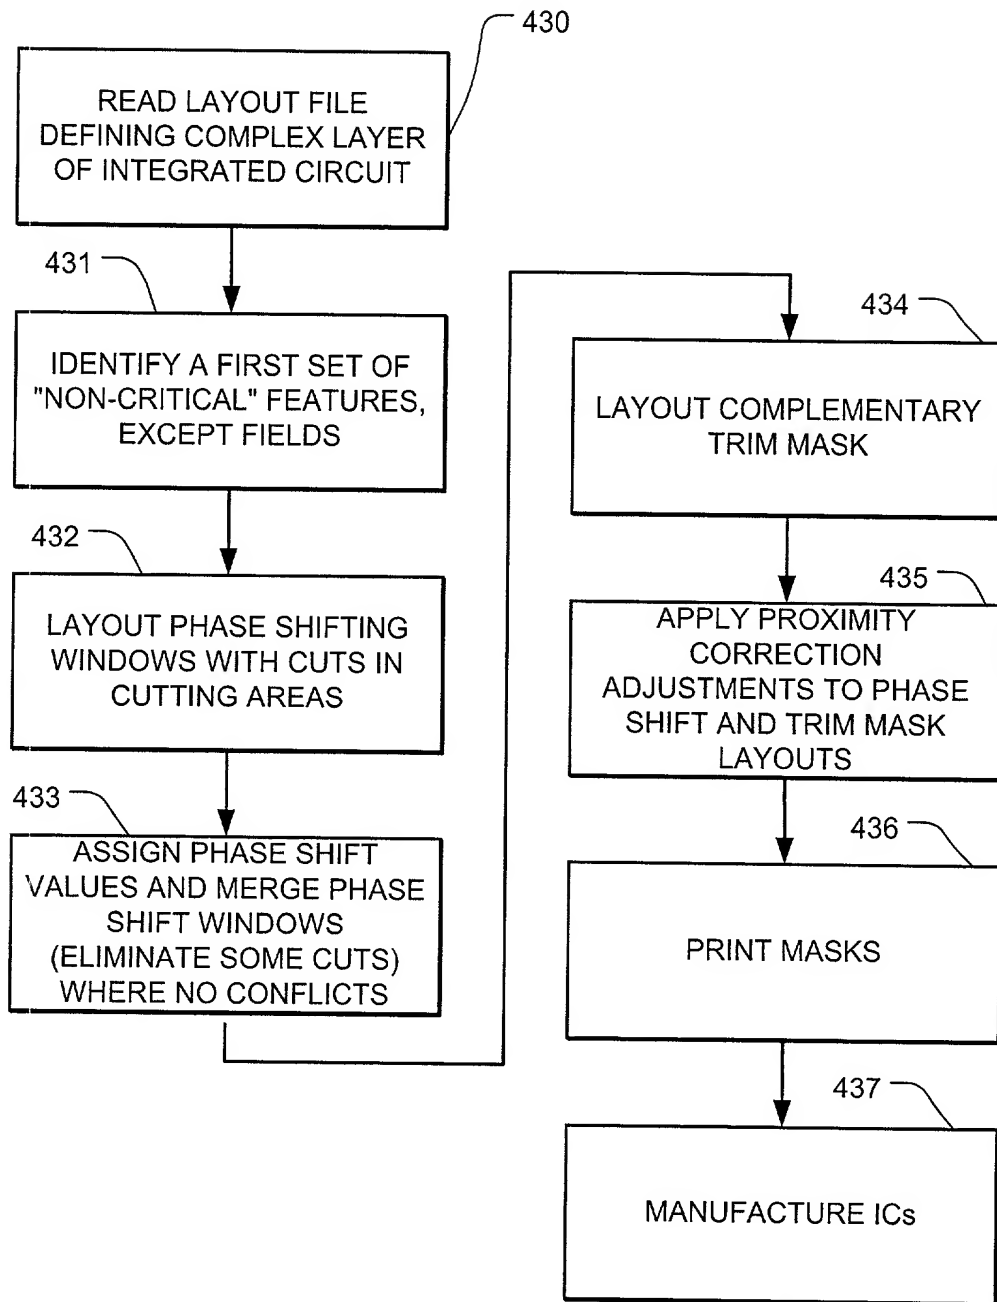 430
READ LAYOUT FILE
DEFINING COMPLEX LAYER
OF INTEGRATED CIRCUIT
431
IDENTIFY A FIRST SET OF
"NON-CRITICAL" FEATURES,
EXCEPT FIELDS
432
LAYOUT PHASE SHIFTING
WINDOWS WITH CUTS IN
CUTTING AREAS
433
ASSIGN PHASE SHIFT
VALUES AND MERGE PHASE
SHIFT WINDOWS
(ELIMINATE SOME CUTS)
WHERE NO CONFLICTS
434
LAYOUT COMPLEMENTARY
TRIM MASK
435
APPLY PROXIMITY
CORRECTION
ADJUSTMENTS TO PHASE
SHIFT AND TRIM MASK
LAYOUTS
436
PRINT MASKS
437
MANUFACTURE ICs